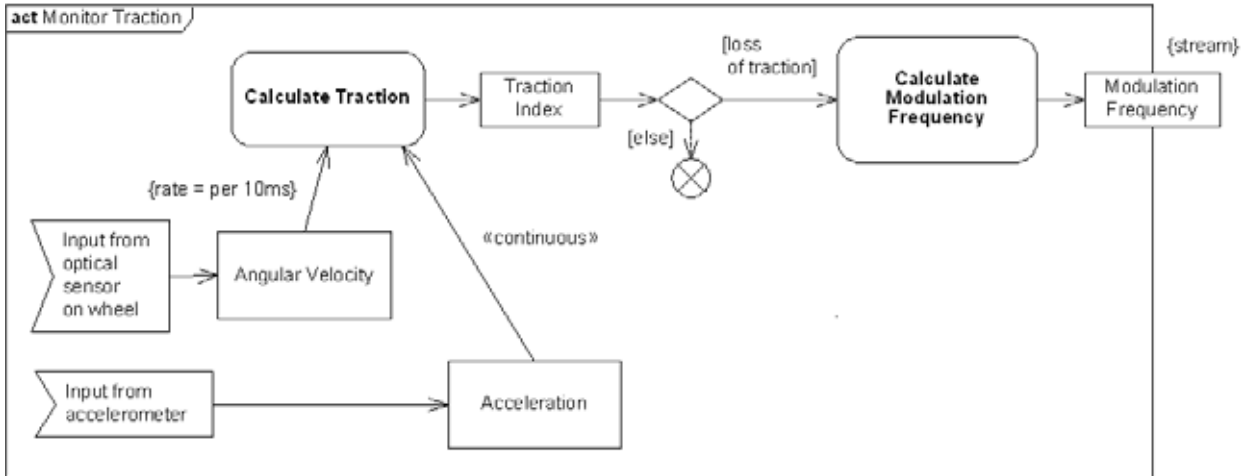 act Monitor Traction
{stream}
[loss
of traction]
Calculate Traction
Traction
Index
Calculate
Modulation
Frequency
Modulation
Frequency
[else]
{rate = per 10ms}
Input from
optical
sensor
on wheel
Angular Velocity
«continuous»
Input from
accelerometer
Acceleration